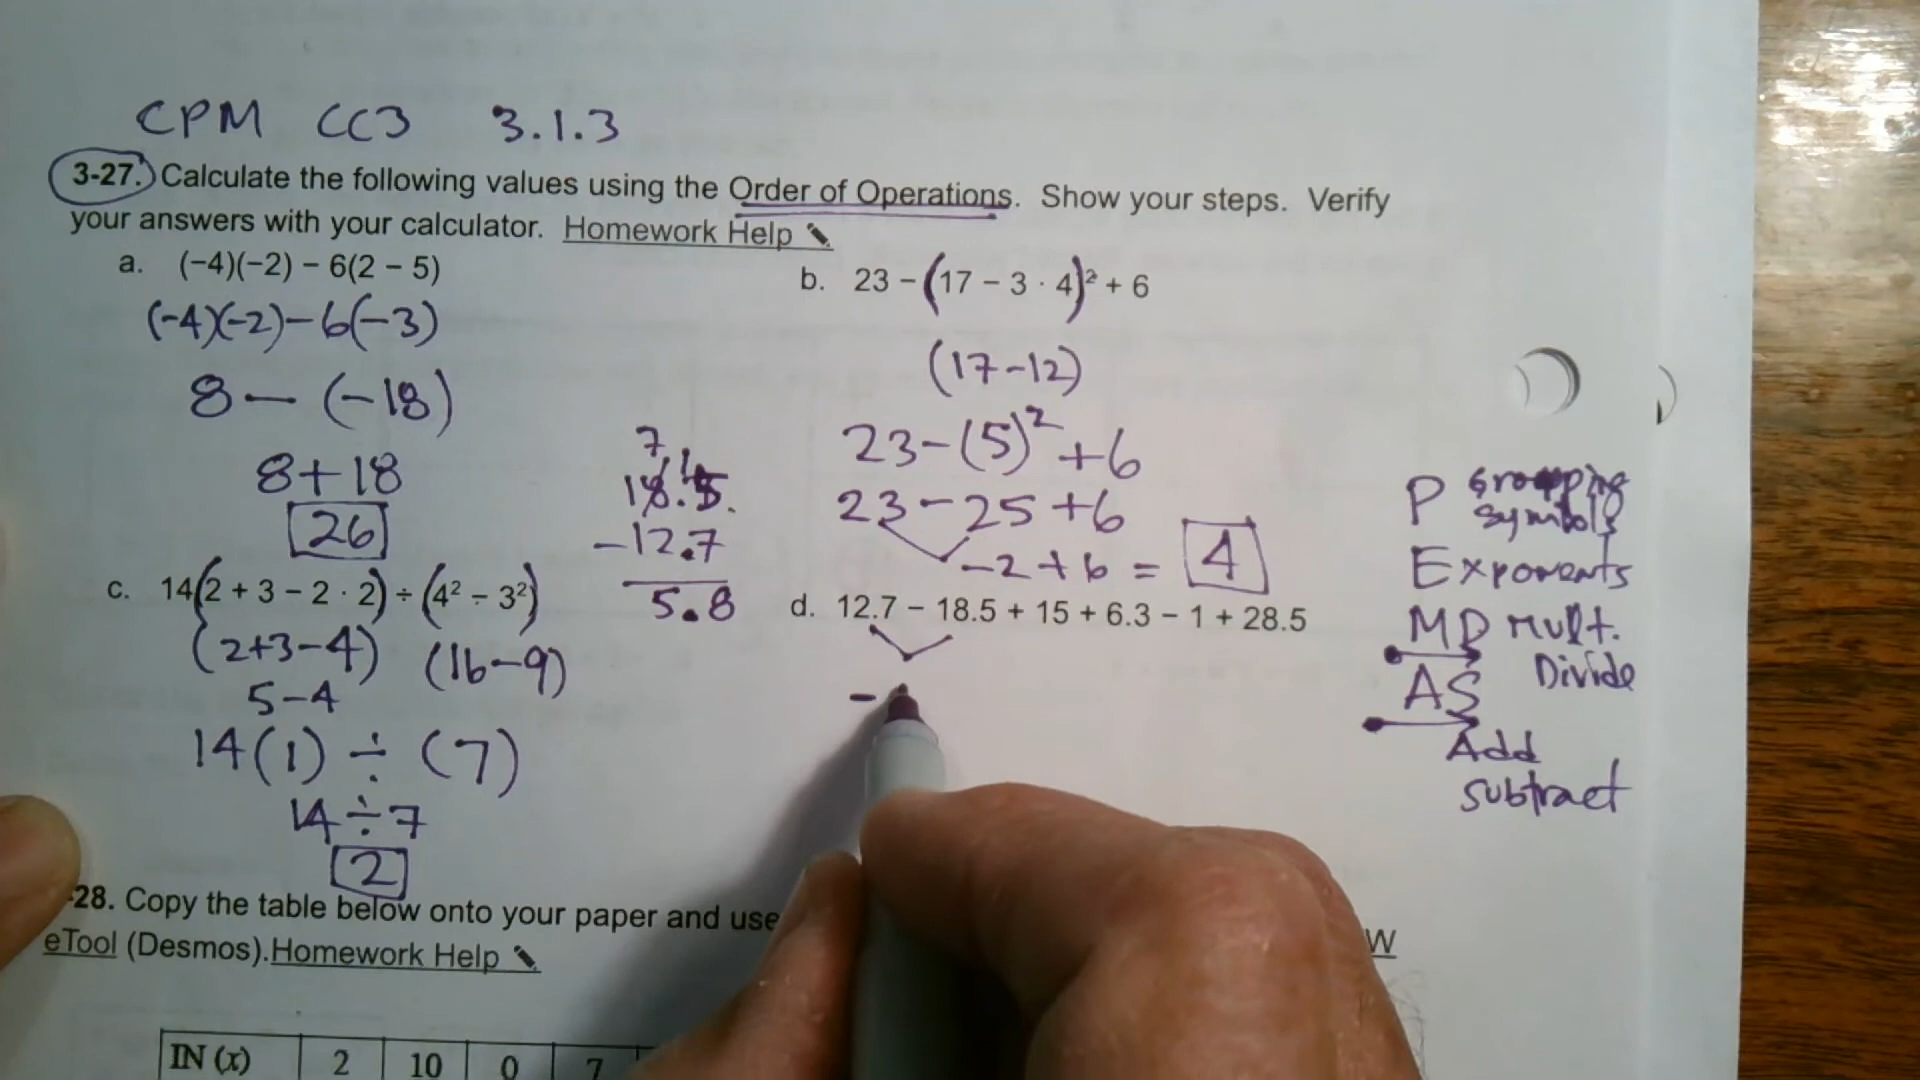 CPM CC3 3.1.3
3-27. Calculate the following values using the Order of Operations. Show your steps. Verify
your answers with your calculator. Homework Help ✎
a. (−4)(−2) − 6(2 − 5)
(-4)(-2)-6(-3)
8-(-18)
8+18
26
b. 23 − (17 − 3 · 4)² + 6
(17-12)
23-(5)²+6
23-25+6
-2+6 = 4
c. 14(2 + 3 − 2 · 2) ÷ (4² − 3²)
(2+3-4) (16-9)
5-4
14(1) ÷ (7)
14÷7
2
7
18.5
-12.7
5.8
d. 12.7 − 18.5 + 15 + 6.3 − 1 + 28.5
-
P Grouping
symbols
Exponents
MD mult.
Divide
AS
Add
subtract
-28. Copy the table below onto your paper and use
eTool (Desmos). Homework Help ✎
IN (x) 2 10 0 7